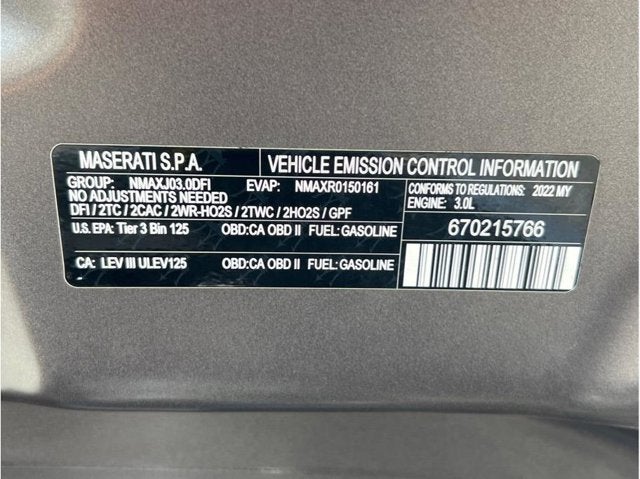 MASERATI S.P.A. VEHICLE EMISSION CONTROL INFORMATION
GROUP: NMAXJ03.0DFI EVAP: NMAXR0150161
NO ADJUSTMENTS NEEDED
DFI / 2TC / 2CAC / 2WR-HO2S / 2TWC / 2HO2S / GPF
CONFORMS TO REGULATIONS: 2022 MY
ENGINE: 3.0L
U.S. EPA: Tier 3 Bin 125 OBD:CA OBD II FUEL:GASOLINE
670215766
CA: LEV III ULEV125 OBD:CA OBD II FUEL:GASOLINE